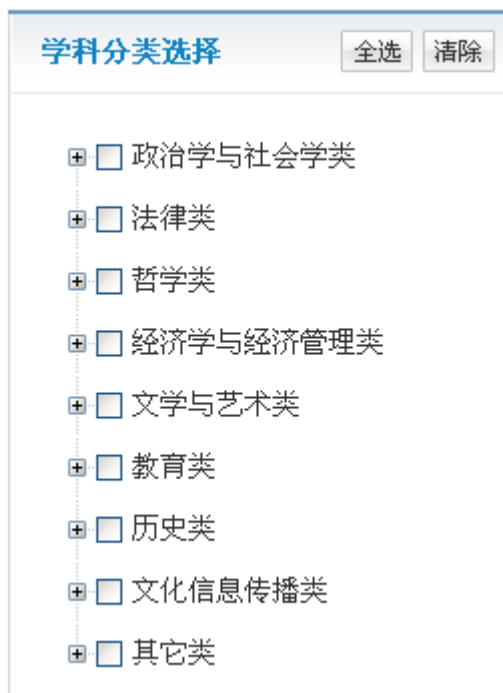 学科分类选择 全选 清除
政治学与社会学类
法律类
哲学类
经济学与经济管理类
文学与艺术类
教育类
历史类
文化信息传播类
其它类